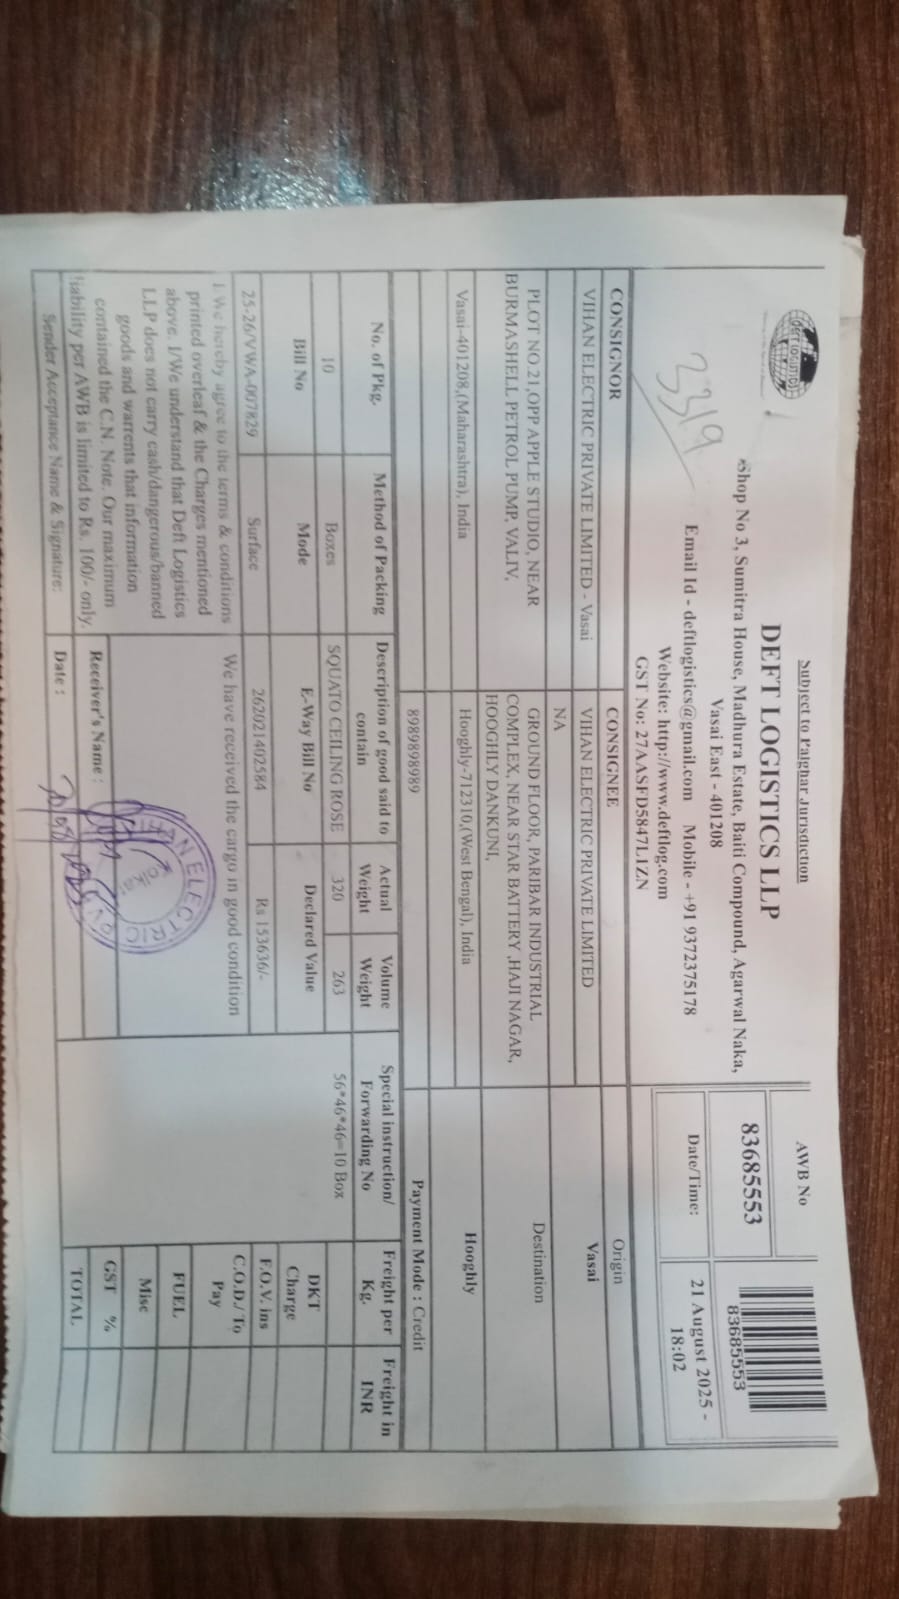 Subject to Palghar Jurisdiction
DEFT LOGISTICS LLP
Shop No 3, Sumitra House, Madhura Estate, Baiti Compound, Agarwal Naka,
Vasai East - 401208
Email Id - deftlogistics@gmail.com Mobile - +91 9372375178
Website: http://www.deftlog.com
GST No: 27AASFD5847L1ZN
DEFT LOGISTICS
3319
AWB No
83685553
83685553
Date/Time:
21 August 2025 -
18:02
CONSIGNOR
CONSIGNEE
Origin
VIHAN ELECTRIC PRIVATE LIMITED - Vasai
VIHAN ELECTRIC PRIVATE LIMITED
Vasai
NA
PLOT NO.21,OPP APPLE STUDIO, NEAR
BURMASHELL PETROL PUMP, VALIV,
GROUND FLOOR, PARIBAR INDUSTRIAL
COMPLEX, NEAR STAR BATTERY ,HAJI NAGAR,
HOOGHLY DANKUNI,
Destination
Vasai-401208,(Maharashtra), India
Hooghly-712310,(West Bengal), India
Hooghly
8989898989
Payment Mode : Credit
No. of Pkg.
Method of Packing
Description of good said to
contain
Actual
Weight
Volume
Weight
Special instruction/
Forwarding No
Freight per
Kg.
Freight in
INR
10
Boxes
SQUATO CEILING ROSE
320
263
56*46*46=10 Box
Bill No
Mode
E-Way Bill No
Declared Value
DKT
Charge
25-26/VWA-007829
Surface
262021402584
Rs 153636/-
F.O.V. ins
I/We hereby agree to the terms & conditions
printed overleaf & the Charges mentioned
above. I/We understand that Deft Logistics
LLP does not carry cash/dangerous/banned
goods and warrents that information
contained the C.N. Note. Our maximum
liability per AWB is limited to Rs. 100/- only.
Sender Acceptance Name & Signature:
We have received the cargo in good condition
Receiver's Name :
Date :
ELECTRIC
C.O.D./ To
Pay
FUEL
Misc
GST %
TOTAL